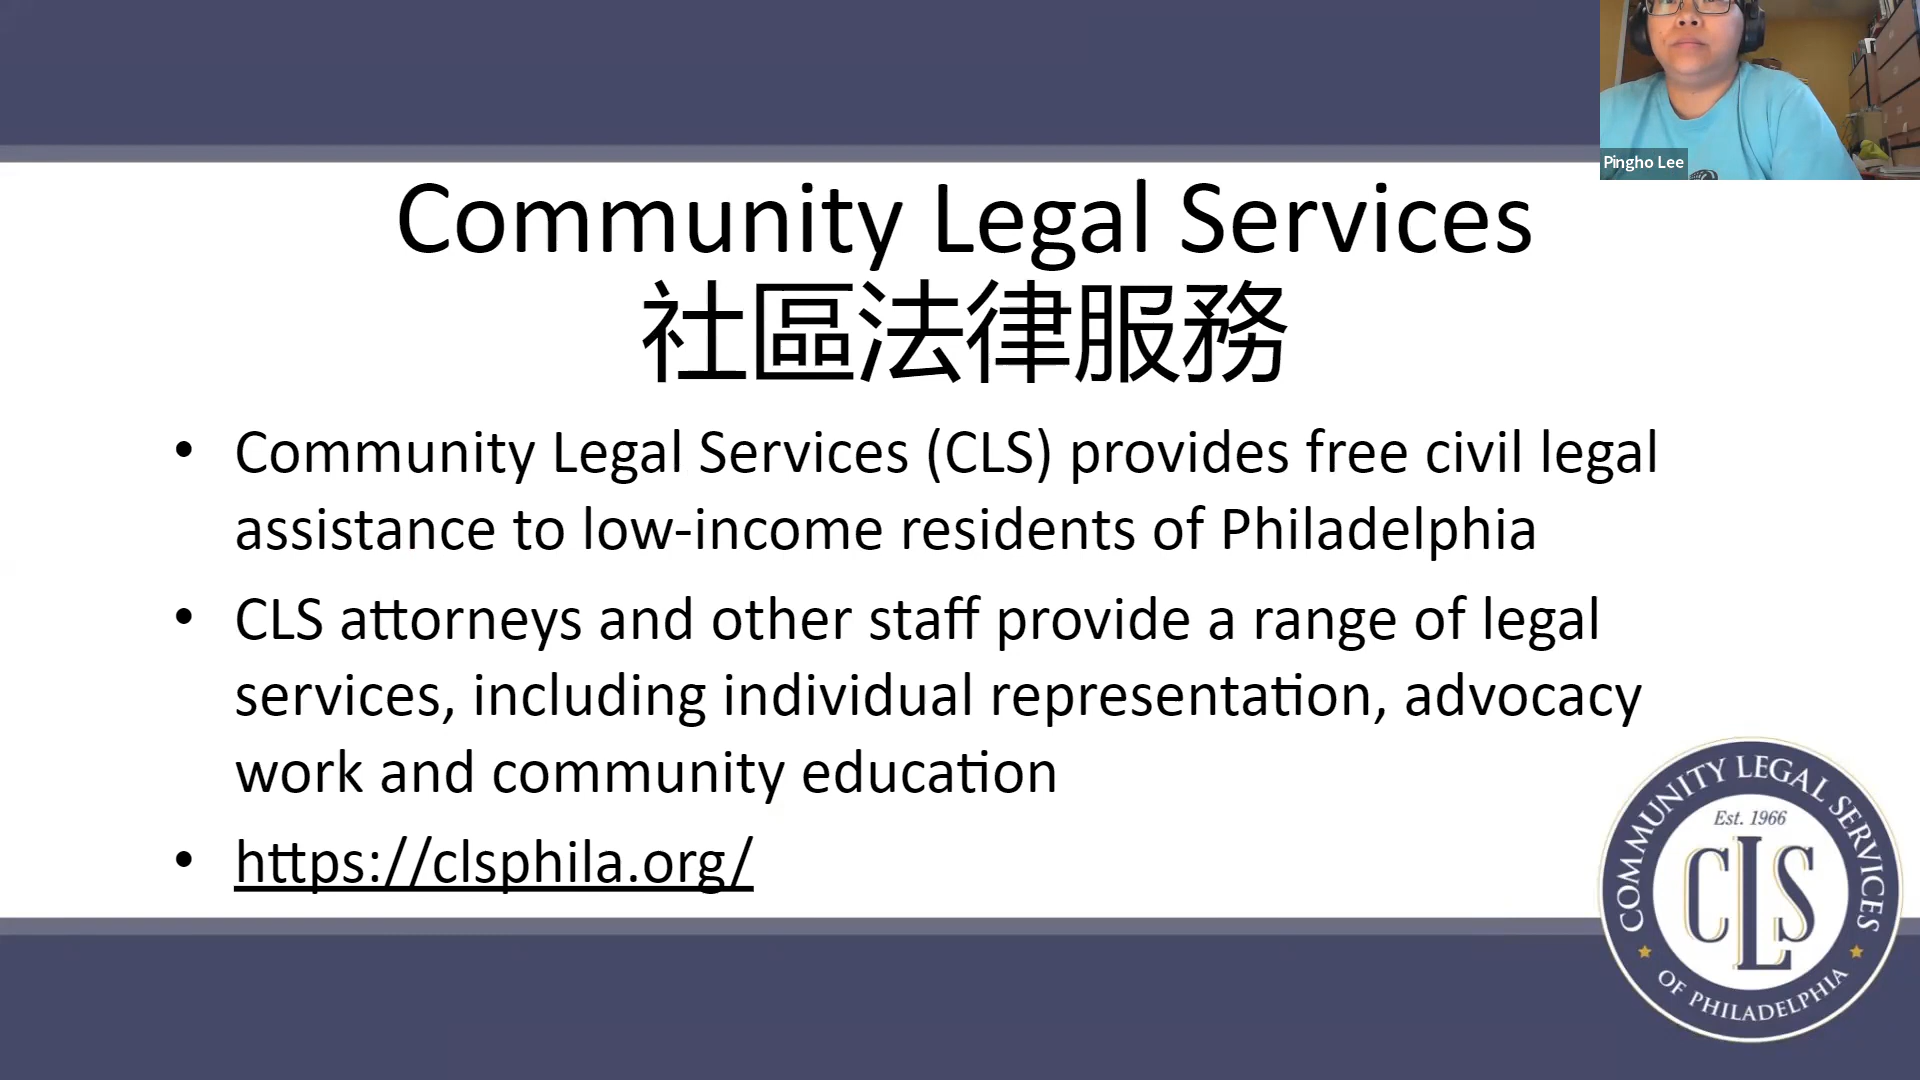 Pingho Lee
Community Legal Services
社區法律服務
• Community Legal Services (CLS) provides free civil legal
assistance to low-income residents of Philadelphia
• CLS attorneys and other staff provide a range of legal
services, including individual representation, advocacy
work and community education
• https://clsphila.org/
COMMUNITY LEGAL SERVICES
Est. 1966
CLS
OF PHILADELPHIA